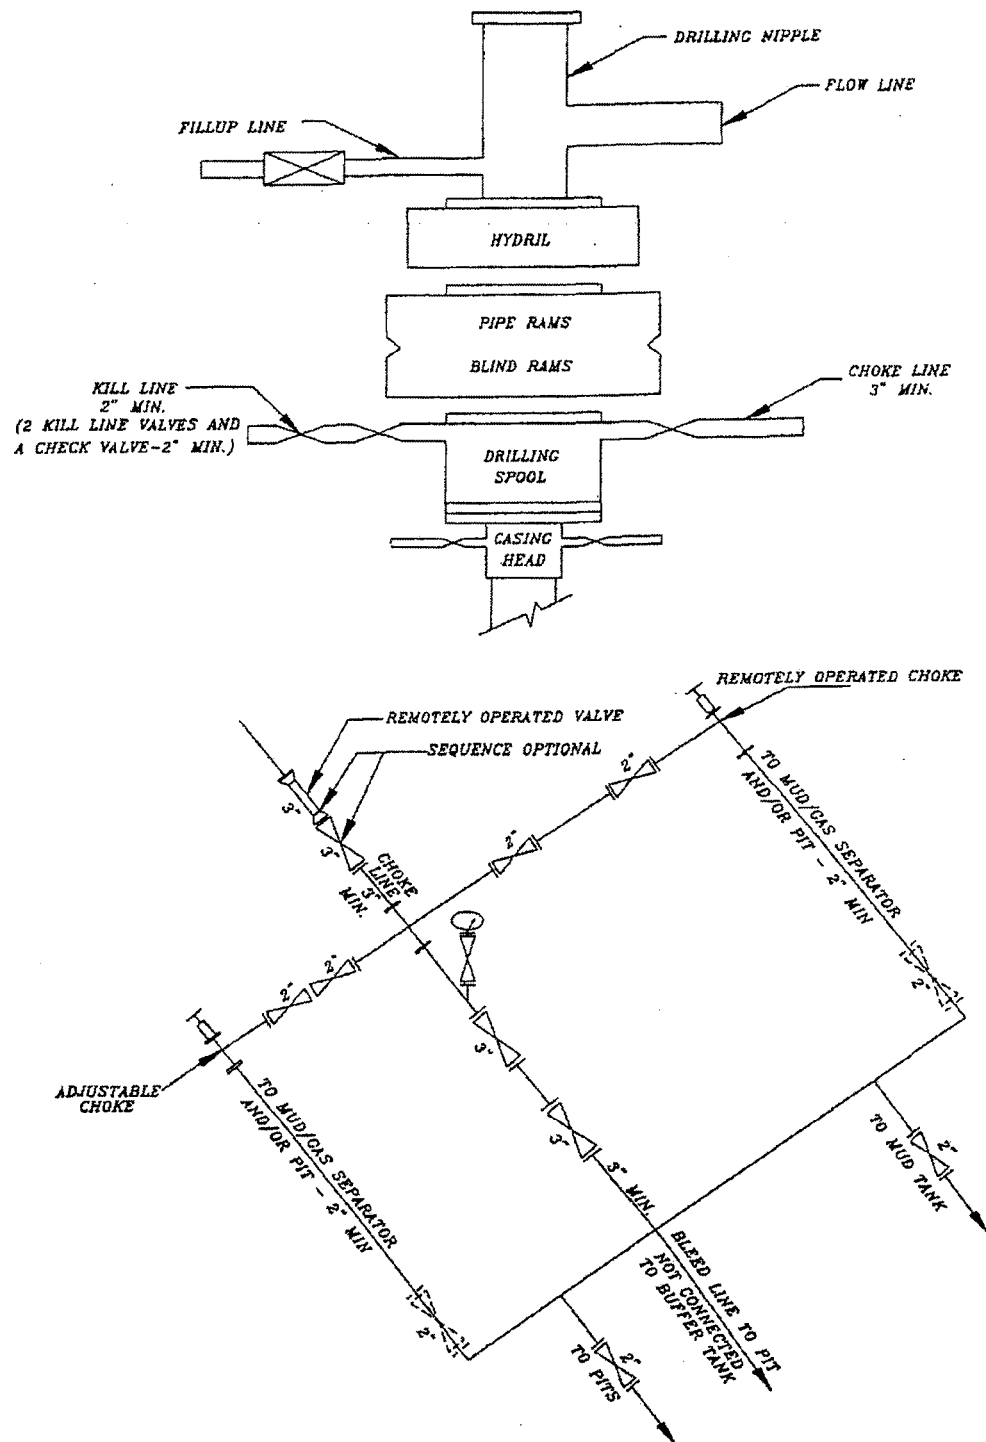 DRILLING NIPPLE
FLOW LINE
FILLUP LINE
HYDRIL
PIPE RAMS
BLIND RAMS
KILL LINE
2" MIN.
(2 KILL LINE VALVES AND
A CHECK VALVE-2" MIN.)
CHOKE LINE
3" MIN.
DRILLING
SPOOL
CASING
HEAD
REMOTELY OPERATED CHOKE
REMOTELY OPERATED VALVE
SEQUENCE OPTIONAL
3"
3"
CHOKE
LINE
3"
MIN.
2"
2"
TO MUD/GAS SEPARATOR
AND/OR PIT - 2" MIN
2"
2"
2"
3"
ADJUSTABLE
CHOKE
TO MUD/GAS SEPARATOR
AND/OR PIT - 2" MIN
3"
3" MIN.
2"
TO MUD TANK
BLEED LINE TO PIT
NOT CONNECTED
TO BUFFER TANK
2"
2"
TO PITS